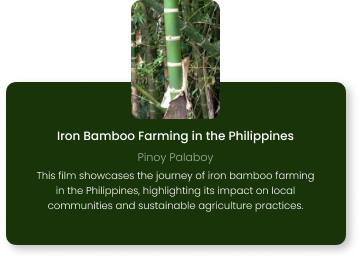 Iron Bamboo Farming in the Philippines
Pinoy Palaboy
This film showcases the journey of iron bamboo farming
in the Philippines, highlighting its impact on local
communities and sustainable agriculture practices.